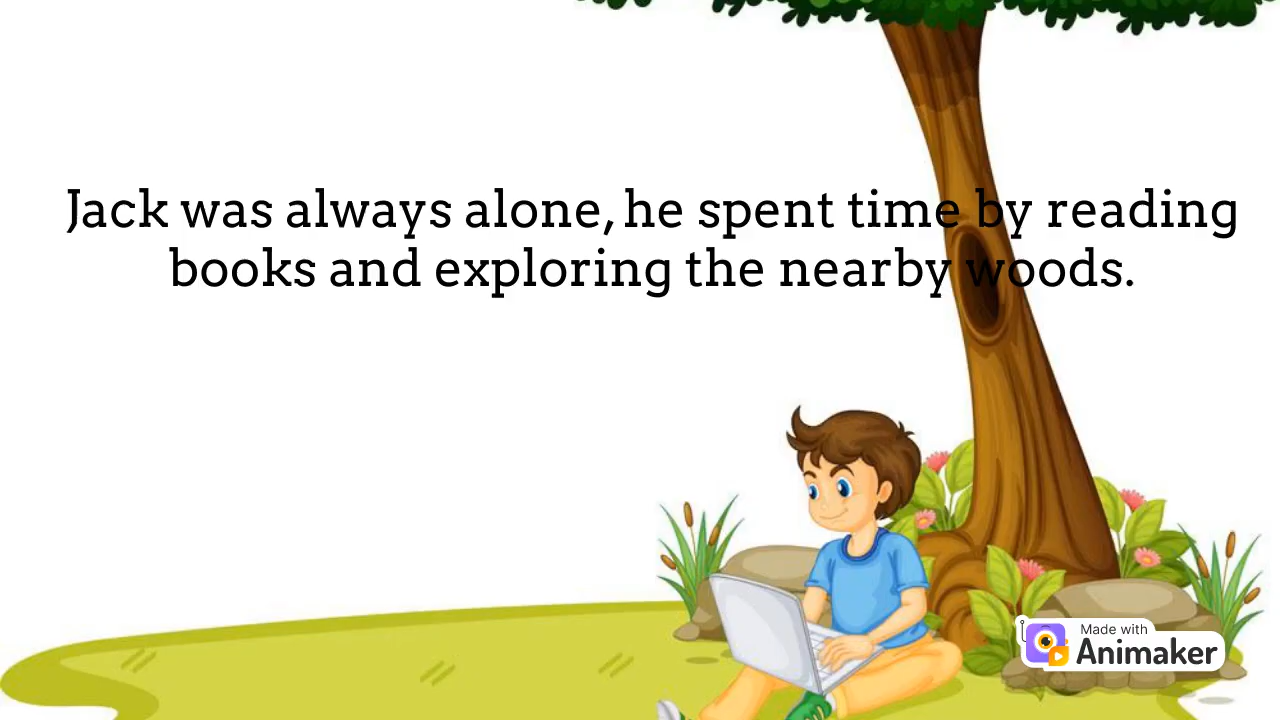 Jack was always alone, he spent time by reading
books and exploring the nearby woods.
Made with
Animaker